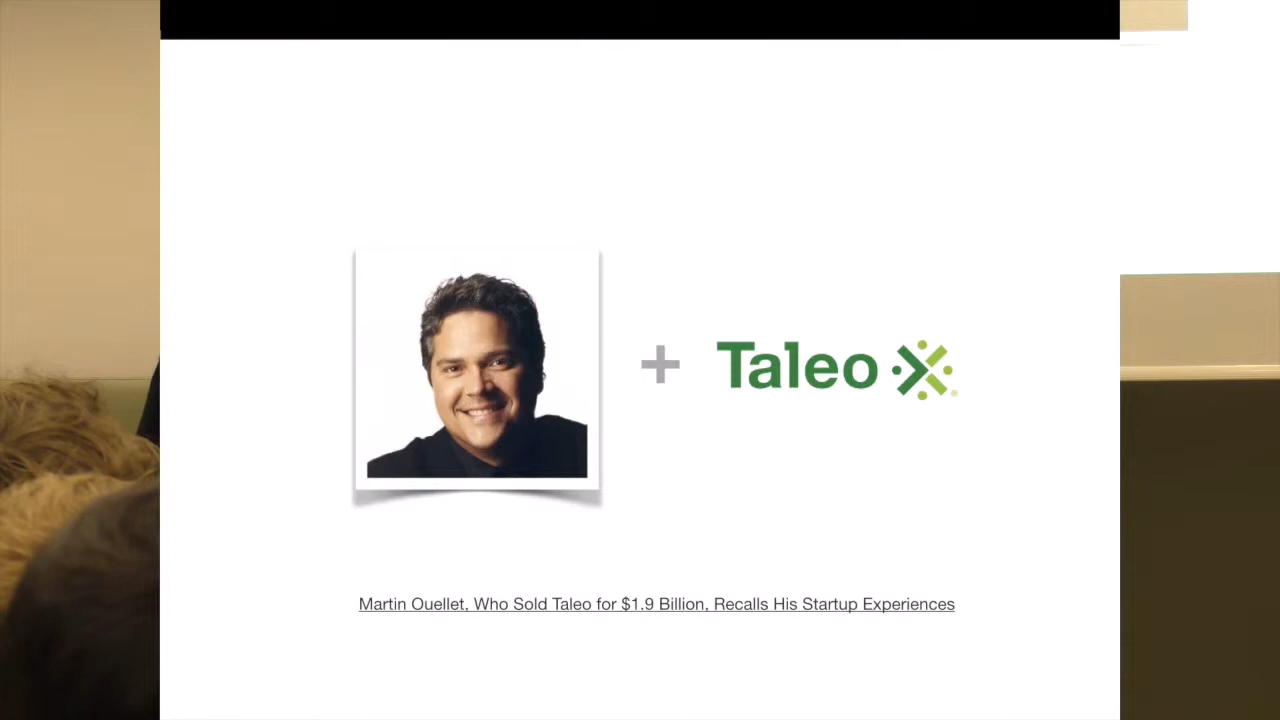 + Taleo
Martin Ouellet, Who Sold Taleo for $1.9 Billion, Recalls His Startup Experiences